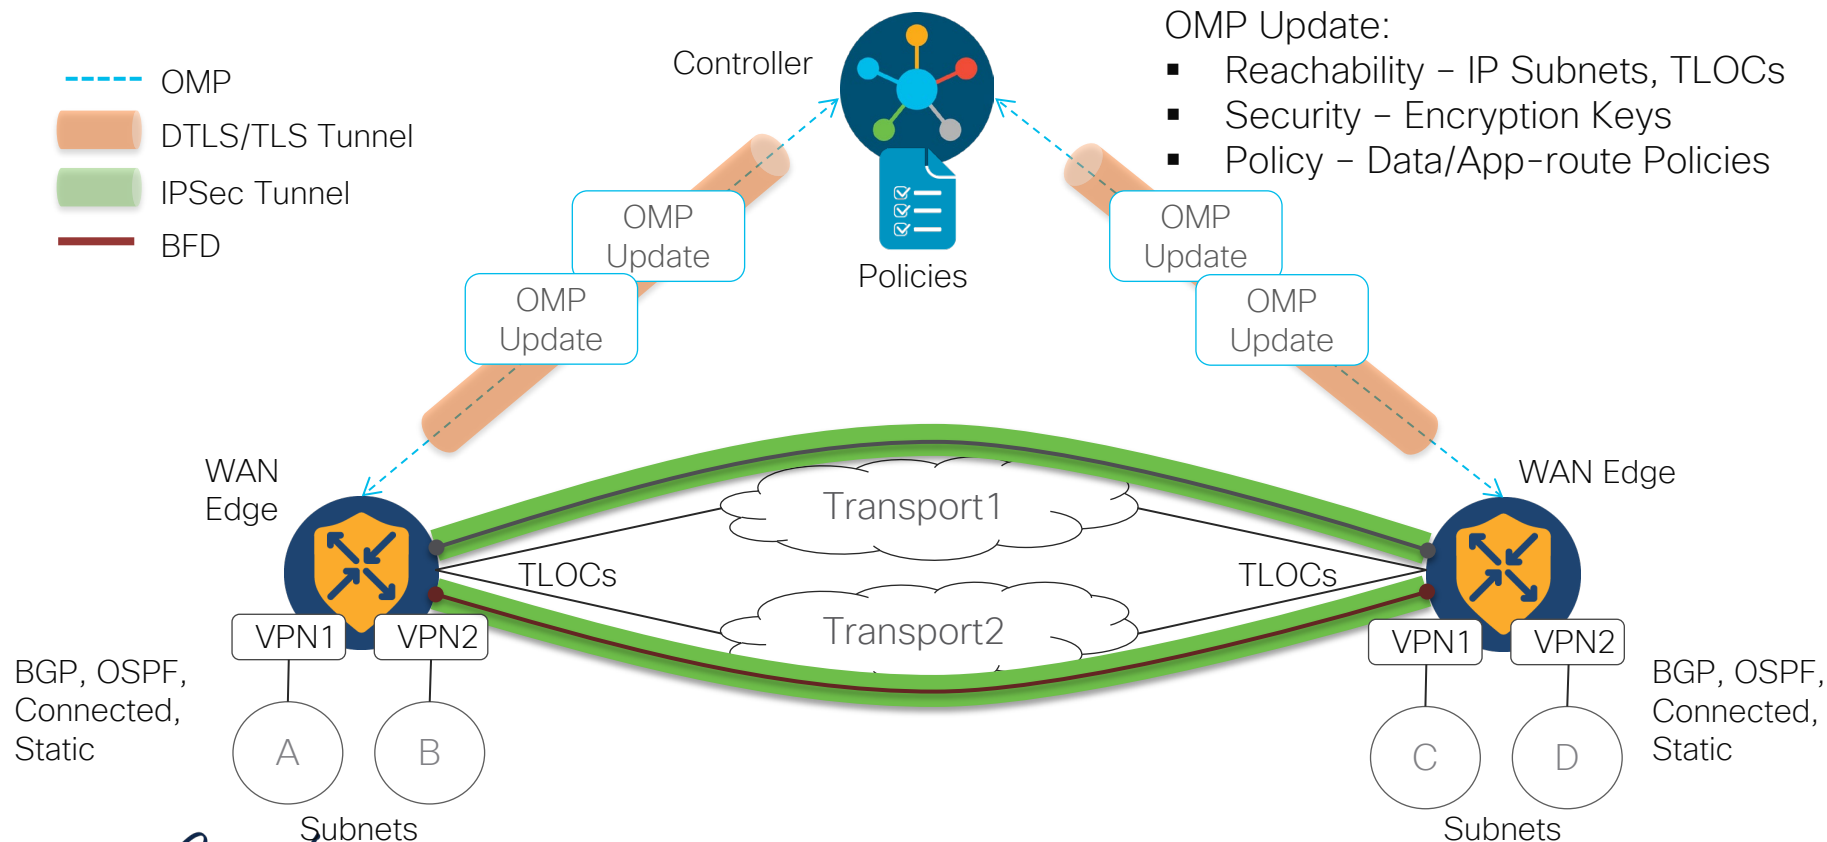 OMP
DTLS/TLS Tunnel
IPSec Tunnel
BFD
Controller
Policies
OMP Update:
▪ Reachability – IP Subnets, TLOCs
▪ Security – Encryption Keys
▪ Policy – Data/App-route Policies
OMP
Update
OMP
Update
OMP
Update
OMP
Update
WAN
Edge
WAN Edge
Transport1
TLOCs
TLOCs
Transport2
VPN1
VPN2
VPN1
VPN2
BGP, OSPF,
Connected,
Static
A
B
Subnets
C
D
Subnets
BGP, OSPF,
Connected,
Static